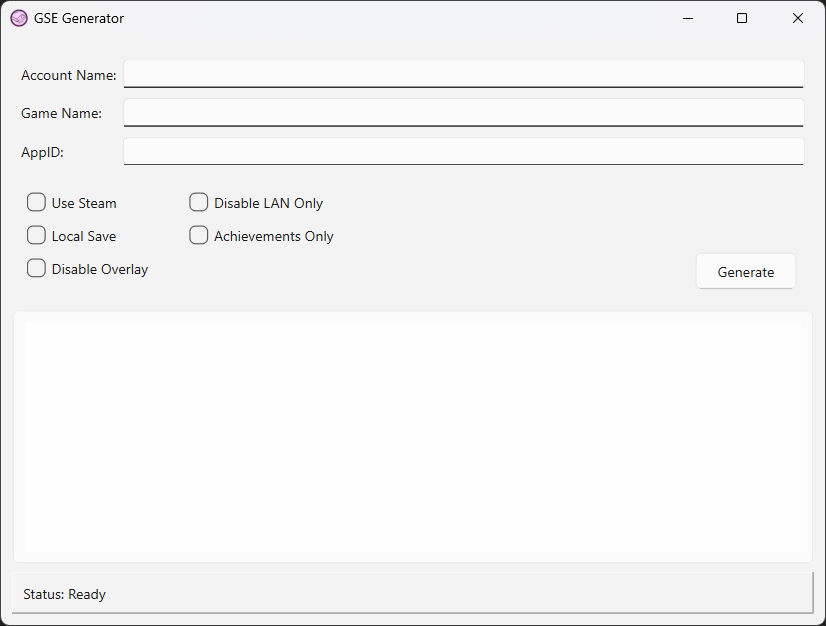 GSE Generator
Account Name:
Game Name:
AppID:
Use Steam
Disable LAN Only
Local Save
Achievements Only
Disable Overlay
Generate
Status: Ready